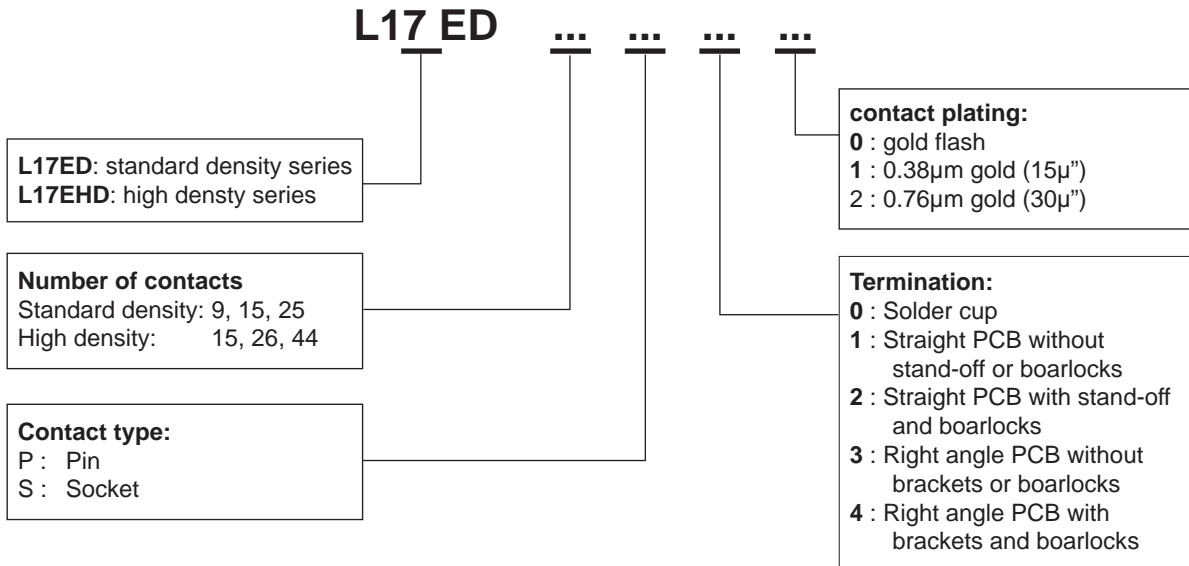 L17 ED ... ... ... ...
L17ED: standard density series
L17EHD: high densty series
Number of contacts
Standard density: 9, 15, 25
High density: 15, 26, 44
Contact type:
P : Pin
S : Socket
contact plating:
0 : gold flash
1 : 0.38µm gold (15µ”)
2 : 0.76µm gold (30µ”)
Termination:
0 : Solder cup
1 : Straight PCB without
stand-off or boarlocks
2 : Straight PCB with stand-off
and boarlocks
3 : Right angle PCB without
brackets or boarlocks
4 : Right angle PCB with
brackets and boarlocks